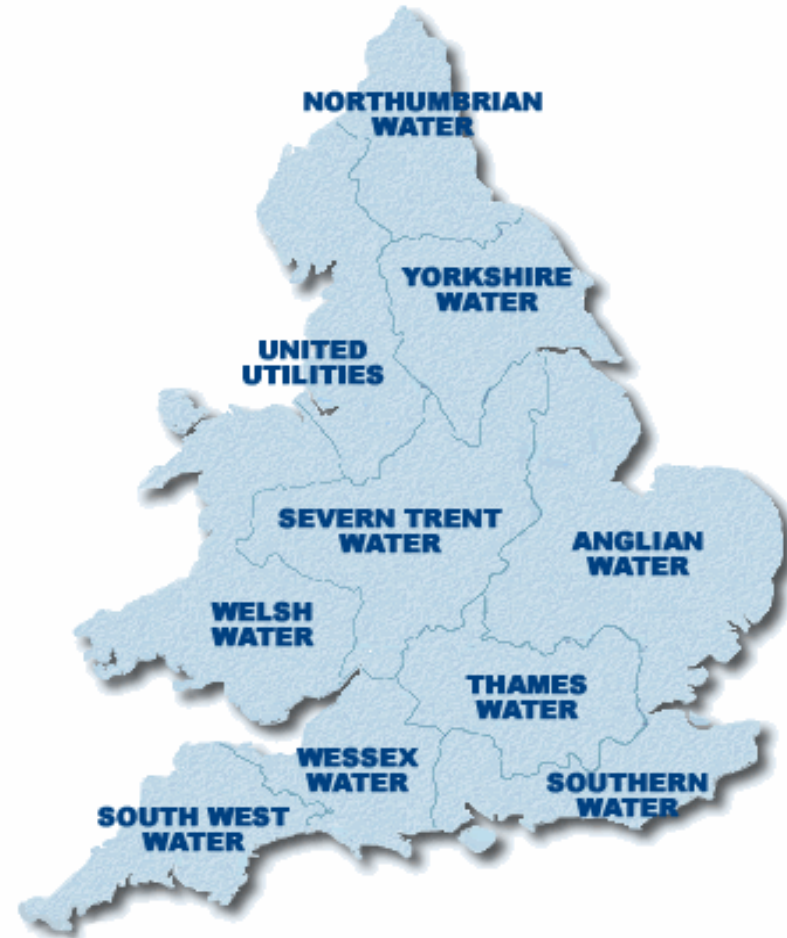 NORTHUMBRIAN
WATER
YORKSHIRE
WATER
UNITED
UTILITIES
SEVERN TRENT
WATER
ANGLIAN
WATER
WELSH
WATER
THAMES
WATER
WESSEX
WATER
SOUTHERN
WATER
SOUTH WEST
WATER